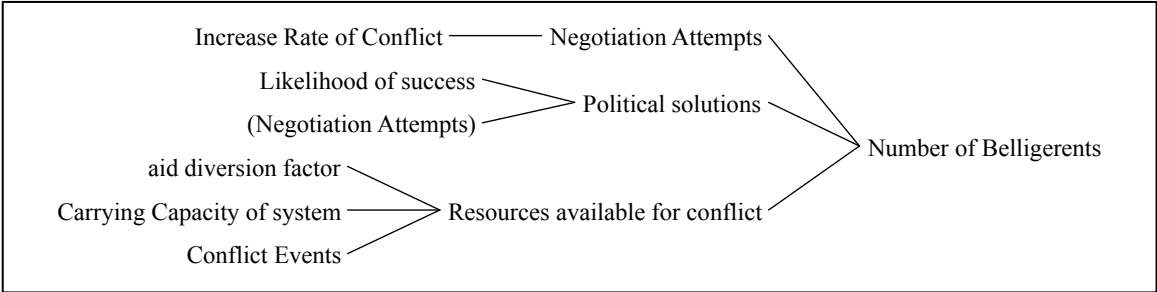 Increase Rate of Conflict
Negotiation Attempts
Likelihood of success
(Negotiation Attempts)
Political solutions
aid diversion factor
Carrying Capacity of system
Conflict Events
Resources available for conflict
Number of Belligerents